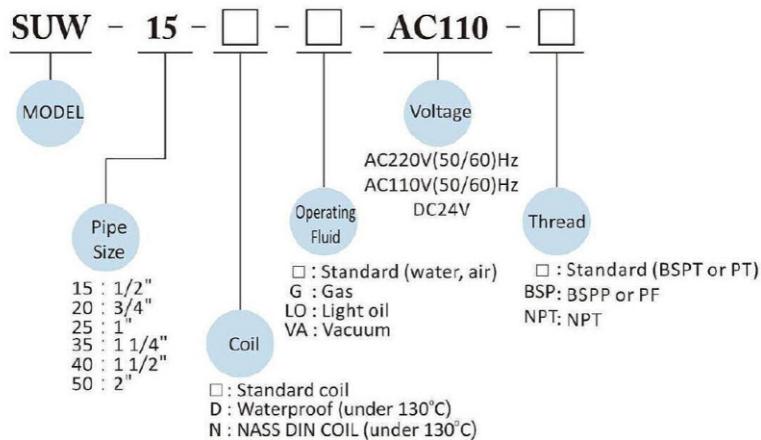 SUW - 15 - □ - □ - AC110 - □
MODEL
Pipe
Size
15 : 1/2"
20 : 3/4"
25 : 1"
35 : 1 1/4"
40 : 1 1/2"
50 : 2"
Coil
□ : Standard coil
D : Waterproof (under 130°C)
N : NASS DIN COIL (under 130°C)
Operating
Fluid
□ : Standard (water, air)
G : Gas
LO : Light oil
VA : Vacuum
Voltage
AC220V(50/60)Hz
AC110V(50/60)Hz
DC24V
Thread
□ : Standard (BSPT or PT)
BSP: BSPP or PF
NPT: NPT